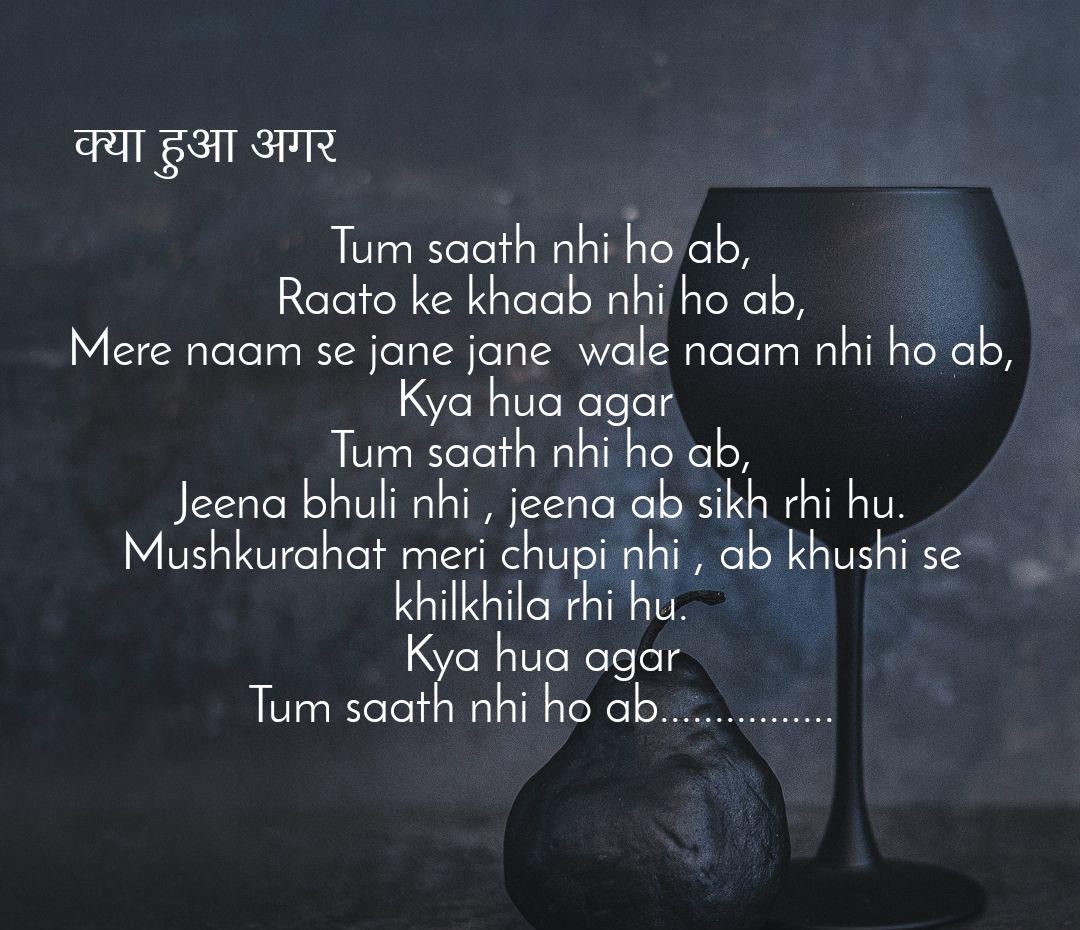 क्या हुआ अगर
Tum saath nhi ho ab,
Raato ke khaab nhi ho ab,
Mere naam se jane jane  wale naam nhi ho ab,
Kya hua agar
Tum saath nhi ho ab,
Jeena bhuli nhi , jeena ab sikh rhi hu.
Mushkurahat meri chupi nhi , ab khushi se
khilkhila rhi hu.
Kya hua agar
Tum saath nhi ho ab................